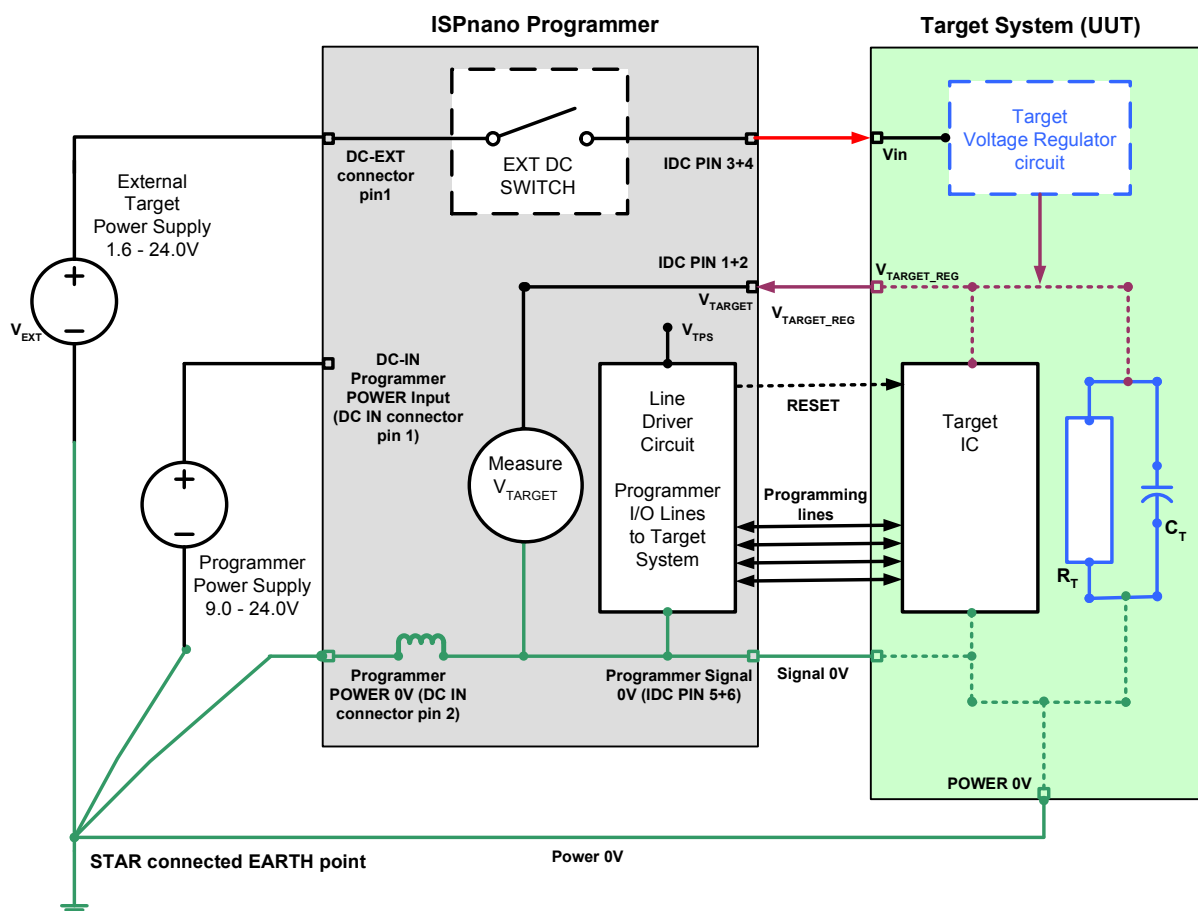 ISPnano Programmer
Target System (UUT)
Target
Voltage Regulator
circuit
DC-EXT
connector
pin1
EXT DC
SWITCH
IDC PIN 3+4
Vin
External
Target
Power Supply
1.6 - 24.0V
+
VEXT
IDC PIN 1+2
VTARGET
VTARGET_REG
VTARGET_REG
VTPS
DC-IN
Programmer
POWER Input
(DC IN connector
pin 1)
Line
Driver
Circuit
Programmer
I/O Lines
to Target
System
RESET
Target
IC
Measure
VTARGET
Programming
lines
CT
RT
+
Programmer
Power Supply
9.0 - 24.0V
Programmer
POWER 0V (DC IN
connector pin 2)
Programmer Signal
0V (IDC PIN 5+6)
Signal 0V
POWER 0V
STAR connected EARTH point
Power 0V